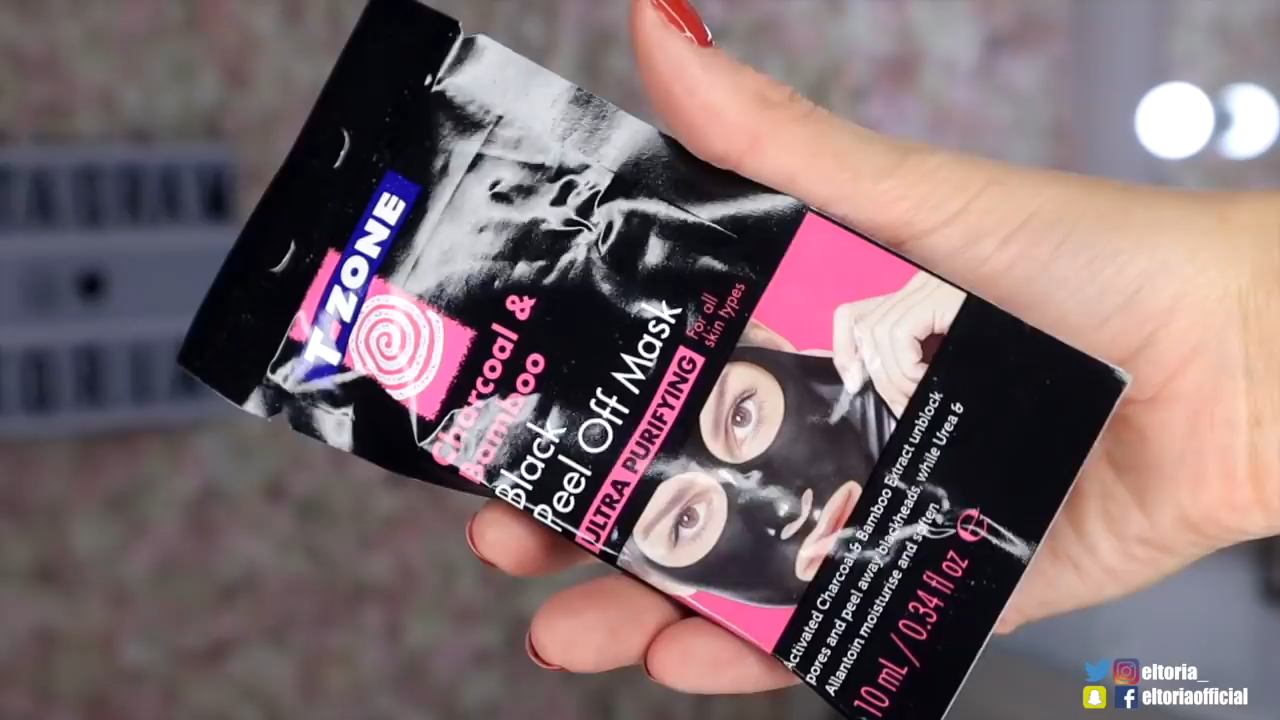 T-ZONE
Charcoal &
Bamboo
Black
Peel Off Mask
ULTRA PURIFYING
For all
skin types
Activated Charcoal & Bamboo Extract unblock
pores and peel away blackheads, while Urea &
Allantoin moisturise and soften
10 mL / 0.34 fl oz ℮
eltoria_
eltoriaofficial